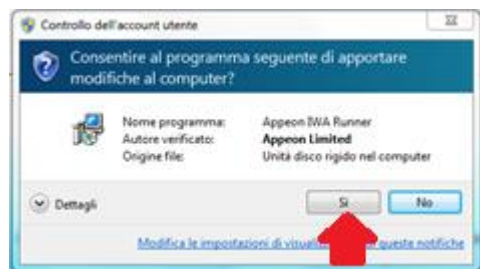 Controllo dell'account utente
Consentire al programma seguente di apportare
modifiche al computer?
Nome programma: Appeon IWA Runner
Autore verificato: Appeon Limited
Origine file: Unità disco rigido nel computer
Dettagli
Sì
No
Modifica le impostazioni di queste notifiche